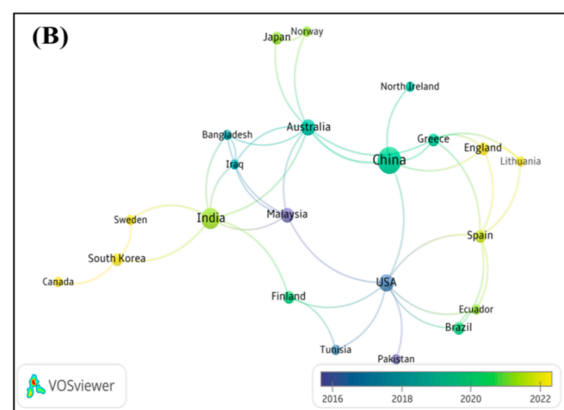 (B)
Japan
Norway
North Ireland
Bangladesh
Australia
Greece
China
England
Lithuania
Iraq
Sweden
India
Malaysia
Spain
South Korea
Canada
USA
Finland
Ecuador
Brazil
Tunisia
Pakistan
VOSviewer
2016 2018 2020 2022